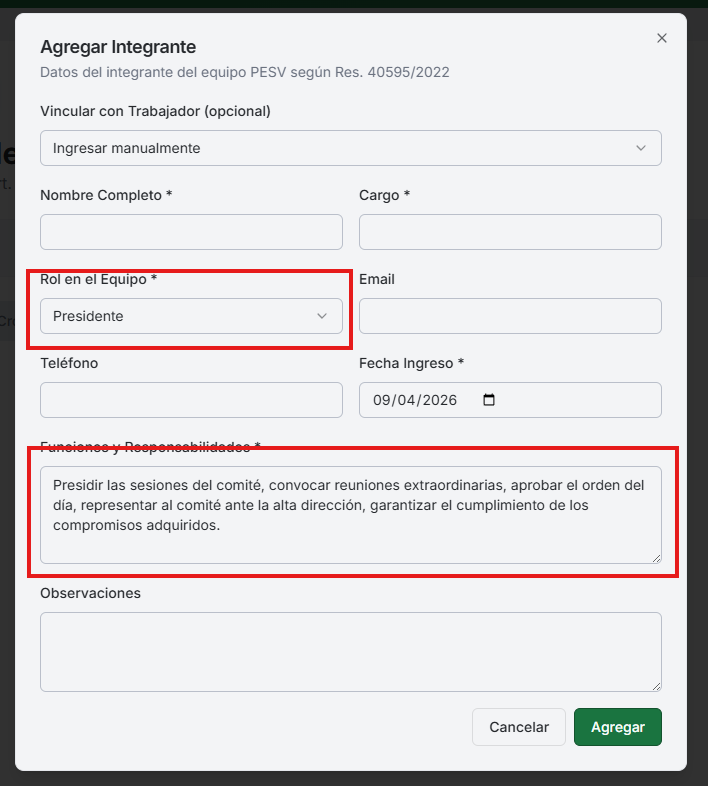 Agregar Integrante
Datos del integrante del equipo PESV según Res. 40595/2022
Vincular con Trabajador (opcional)
Ingresar manualmente
Nombre Completo *
Cargo *
Rol en el Equipo *
Email
Presidente
Teléfono
Fecha Ingreso *
09/04/2026
Funciones y Responsabilidades *
Presidir las sesiones del comité, convocar reuniones extraordinarias, aprobar el orden del
día, representar al comité ante la alta dirección, garantizar el cumplimiento de los
compromisos adquiridos.
Observaciones
Cancelar
Agregar